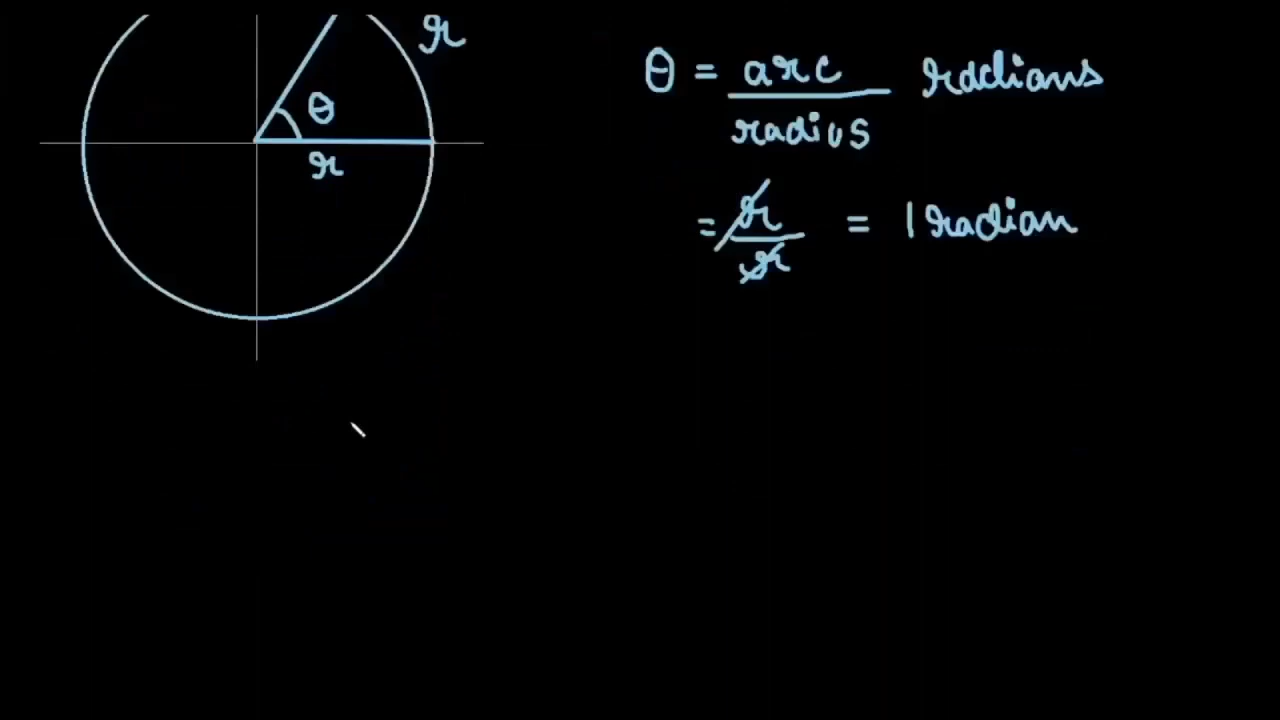 r
θ
r
θ = arc / radius radians
= r / r = 1 radian